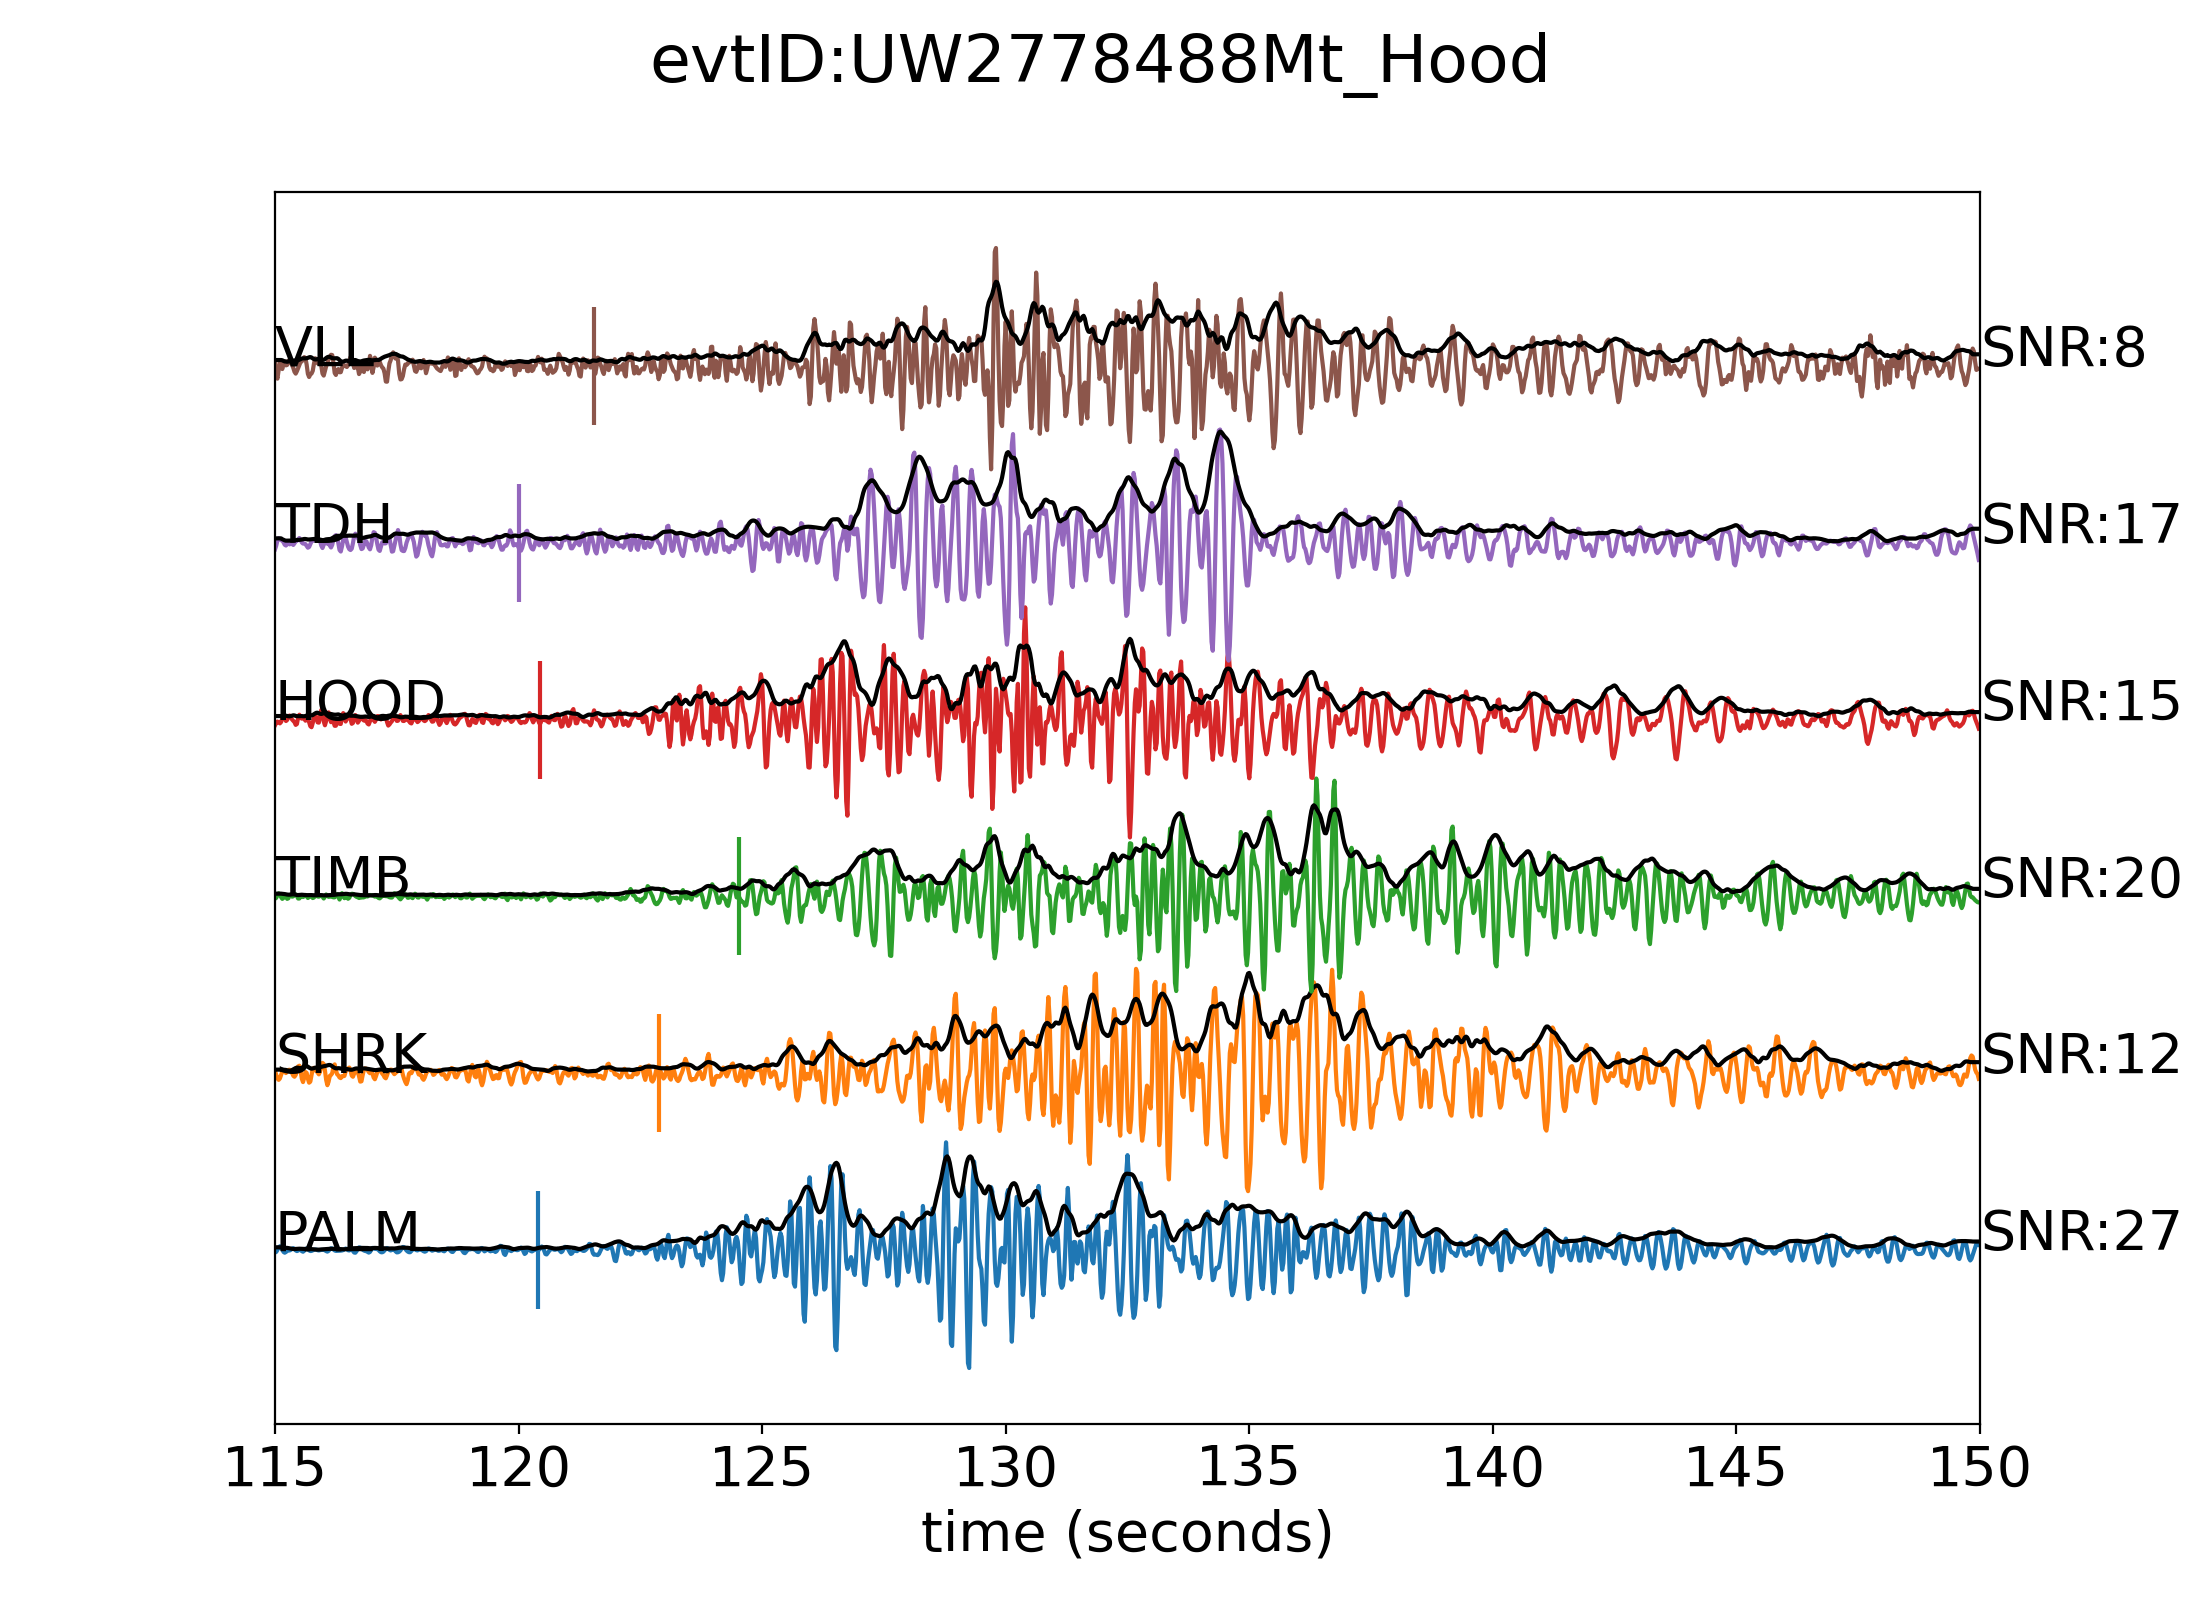 evtID:UW2778488Mt_Hood
VLL SNR:8
TDH SNR:17
HOOD SNR:15
TIMB SNR:20
SHRK SNR:12
PALM SNR:27
115 120 125 130 135 140 145 150
time (seconds)